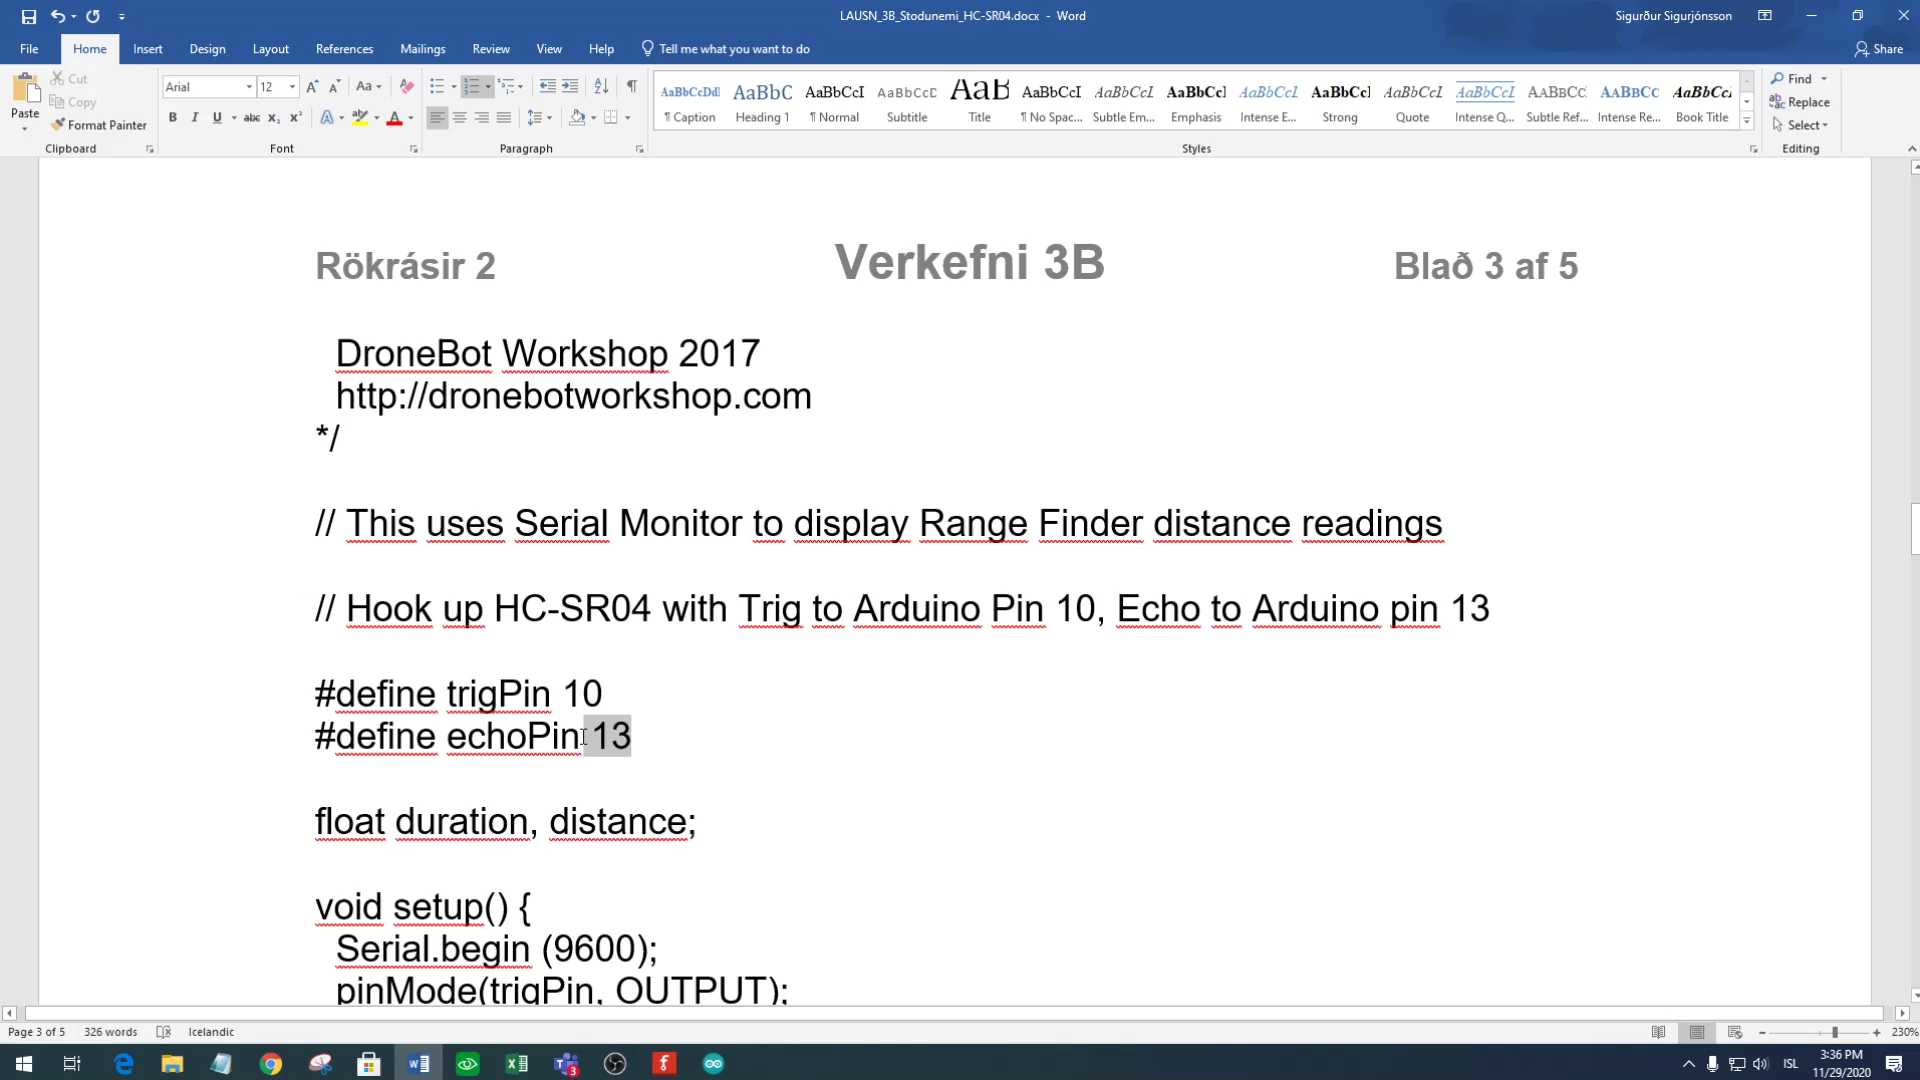 LAUSN_3B_Stodunemi_HC-SR04.docx - Word
Sigurður Sigurjónsson
File Home Insert Design Layout References Mailings Review View Help Tell me what you want to do
Share
Paste
Cut
Copy
Format Painter
Clipboard
Arial 12
Font
Paragraph
AaBbCcDdI AaBbC AaBbCcI AaBbCcD AaB AaBbCcI AaBbCcL AaBbCcI AaBbCcL AaBbCcI AaBbCcL AaBbCcI AABBCC AABBCC AaBbCcI
¶ Caption Heading 1 ¶ Normal Subtitle Title ¶ No Spac... Subtle Em... Emphasis Intense E... Strong Quote Intense Q... Subtle Ref... Intense Re... Book Title
Styles
Find
Replace
Select
Editing
Rökrásir 2 Verkefni 3B Blað 3 af 5
DroneBot Workshop 2017
http://dronebotworkshop.com
*/
// This uses Serial Monitor to display Range Finder distance readings
// Hook up HC-SR04 with Trig to Arduino Pin 10, Echo to Arduino pin 13
#define trigPin 10
#define echoPin 13
float duration, distance;
void setup() {
Serial.begin (9600);
pinMode(trigPin, OUTPUT);
Page 3 of 5 326 words Icelandic
230%
ISL
3:36 PM
11/29/2020